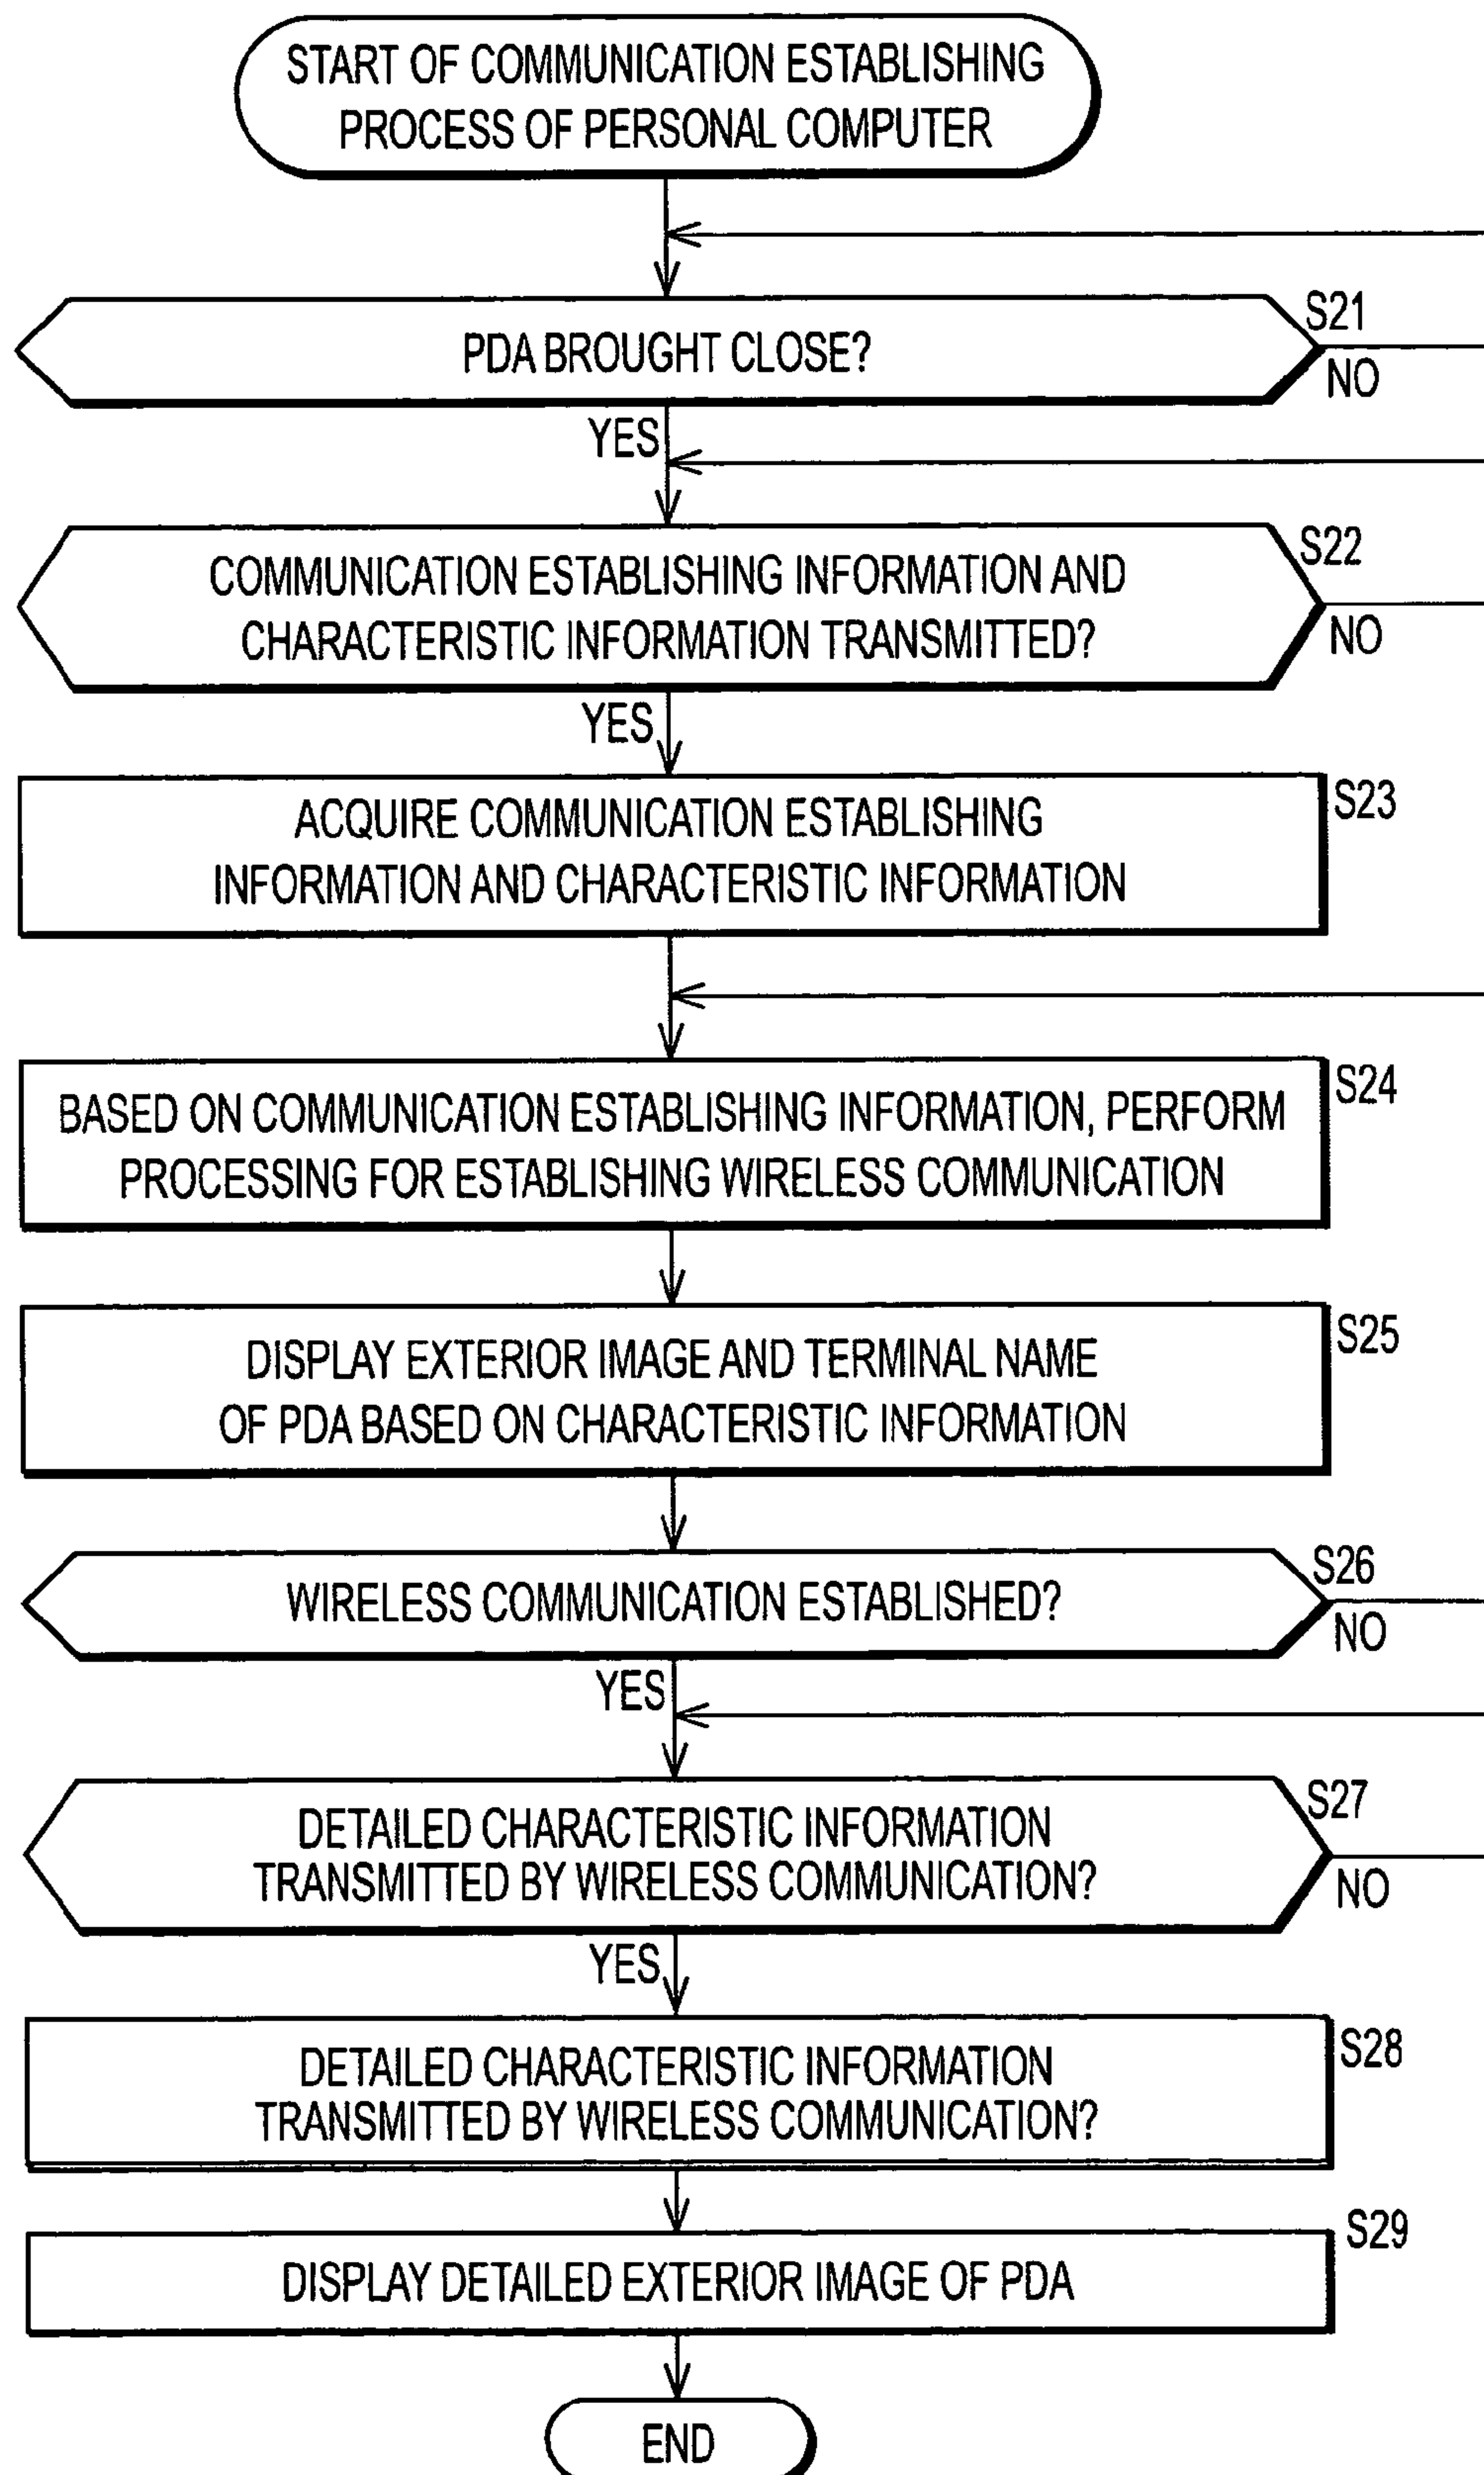 START OF COMMUNICATION ESTABLISHING
PROCESS OF PERSONAL COMPUTER
S21
PDA BROUGHT CLOSE?
NO
YES
S22
COMMUNICATION ESTABLISHING INFORMATION AND
CHARACTERISTIC INFORMATION TRANSMITTED?
NO
YES
S23
ACQUIRE COMMUNICATION ESTABLISHING
INFORMATION AND CHARACTERISTIC INFORMATION
S24
BASED ON COMMUNICATION ESTABLISHING INFORMATION, PERFORM
PROCESSING FOR ESTABLISHING WIRELESS COMMUNICATION
S25
DISPLAY EXTERIOR IMAGE AND TERMINAL NAME
OF PDA BASED ON CHARACTERISTIC INFORMATION
S26
WIRELESS COMMUNICATION ESTABLISHED?
NO
YES
S27
DETAILED CHARACTERISTIC INFORMATION
TRANSMITTED BY WIRELESS COMMUNICATION?
NO
YES
S28
DETAILED CHARACTERISTIC INFORMATION
TRANSMITTED BY WIRELESS COMMUNICATION?
S29
DISPLAY DETAILED EXTERIOR IMAGE OF PDA
END